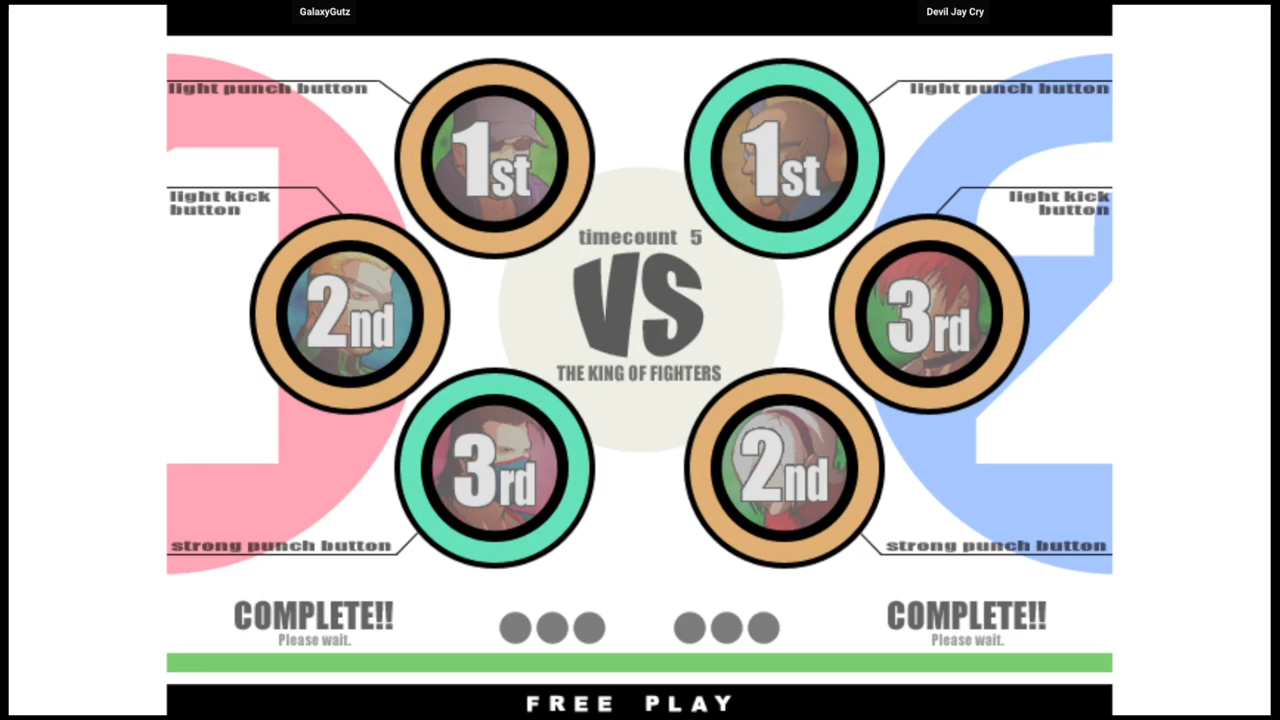 GalaxyGutz
Devil Jay Cry
light punch button
light punch button
1st
1st
light kick
button
light kick
button
timecount 5
VS
THE KING OF FIGHTERS
2nd
3rd
3rd
2nd
strong punch button
strong punch button
COMPLETE!!
Please wait.
COMPLETE!!
Please wait.
FREE PLAY